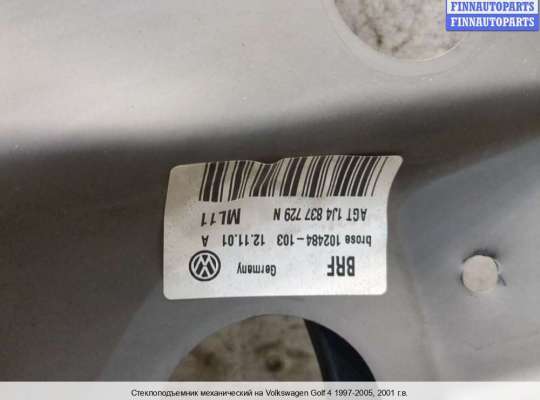 FINNAUTOPARTS
FINNAUTOPARTS
BRF
Germany
brose 102484-103 12.11.01 A
AGT 1J4 837 729 N
ML11
Стеклоподъемник механический на Volkswagen Golf 4 1997-2005, 2001 г.в.